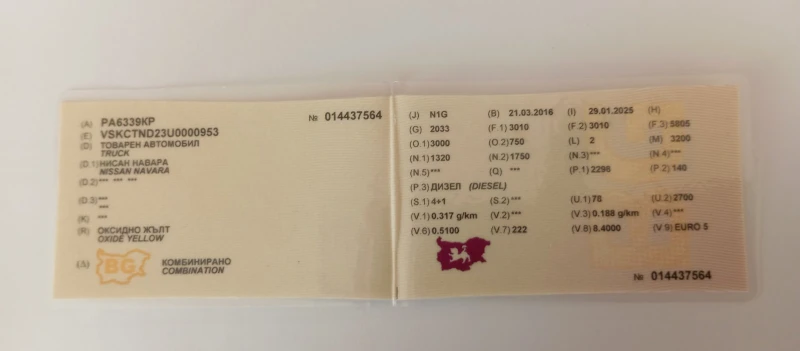 № 014437564
(A) PA6339KP
(E) VSKCTND23U0000953
(D) ТОВАРЕН АВТОМОБИЛ
TRUCK
(D.1) НИСАН НАВАРА
NISSAN NAVARA
(D.2) *** *** ***
(D.3) ***
***
(K) ***
(R) ОКСИДНО ЖЪЛТ
OXIDE YELLOW
(Δ) BG КОМБИНИРАНО
COMBINATION
(J) N1G (B) 21.03.2016 (I) 29.01.2025 (H)
(G) 2033 (F.1) 3010 (F.2) 3010 (F.3) 5805
(O.1) 3000 (O.2) 750 (L) 2 (M) 3200
(N.1) 1320 (N.2) 1750 (N.3) *** (N.4) ***
(N.5) *** (Q) *** (P.1) 2298 (P.2) 140
(P.3) ДИЗЕЛ (DIESEL)
(S.1) 4+1 (S.2) *** (U.1) 78 (U.2) 2700
(V.1) 0.317 g/km (V.2) *** (V.3) 0.188 g/km (V.4) ***
(V.6) 0.5100 (V.7) 222 (V.8) 8.4000 (V.9) EURO 5
№ 014437564